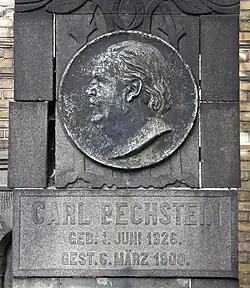 CARL BECHSTEIN
GEB. 1. JUNI 1826.
GEST. 6. MÄRZ 1900.